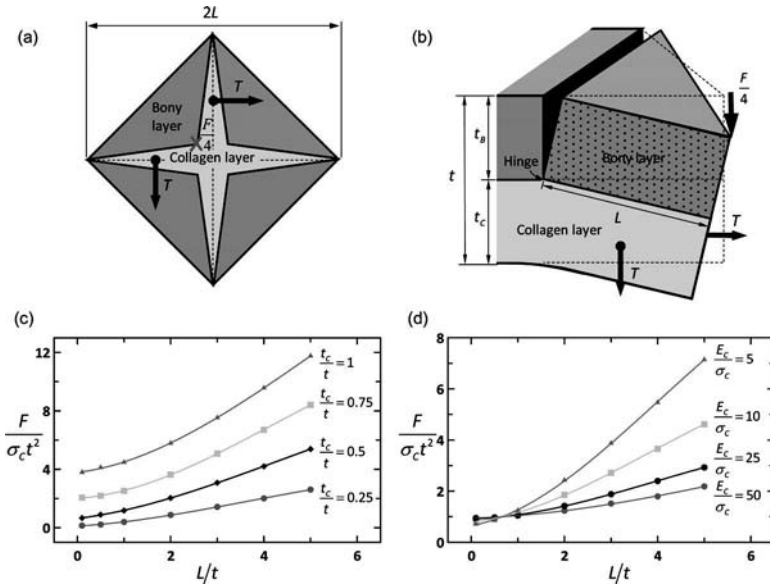 (a)
2L
T
Bony
layer
F
4
Collagen layer
T
(b)
F
4
t_B
Hinge
Bony layer
t
L
t_C
Collagen layer
T
T
(c)
12
8
4
0
F
σ_c t²
t_c/t = 1
t_c/t = 0.75
t_c/t = 0.5
t_c/t = 0.25
0 2 4 6
L/t
(d)
8
6
4
2
0
F
σ_c t²
E_c/σ_c = 5
E_c/σ_c = 10
E_c/σ_c = 25
E_c/σ_c = 50
0 2 4 6
L/t